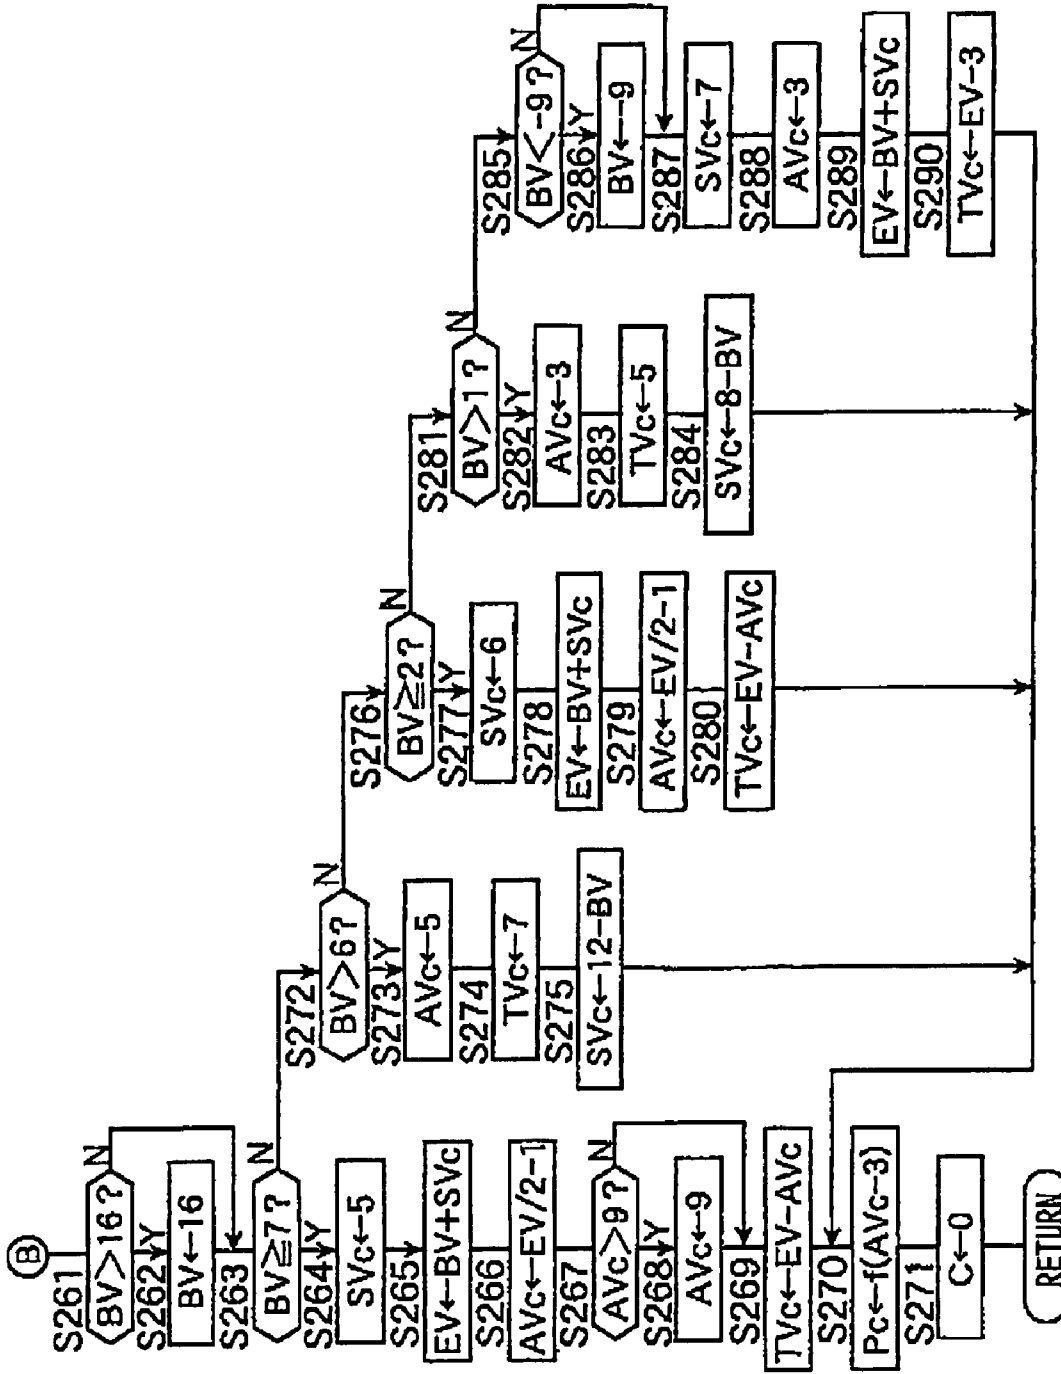 B
S261
BV>16?
N
S262
Y
BV←16
S263
BV≧7?
N
S264
Y
SVc←5
S265
EV←BV+SVc
S266
AVc←EV/2-1
S267
AVc>9?
N
S268
Y
AVc←9
S269
TVc←EV-AVc
S270
Pc←f(AVc-3)
S271
C←0
RETURN
S272
BV>6?
N
S273
Y
AVc←5
S274
TVc←7
S275
SVc←12-BV
S276
BV≧2?
N
S277
Y
SVc←6
S278
EV←BV+SVc
S279
AVc←EV/2-1
S280
TVc←EV-AVc
S281
BV>1?
N
S282
Y
AVc←3
S283
TVc←5
S284
SVc←8-BV
S285
BV<-9?
N
S286
Y
BV←-9
S287
SVc←7
S288
AVc←3
S289
EV←BV+SVc
S290
TVc←EV-3